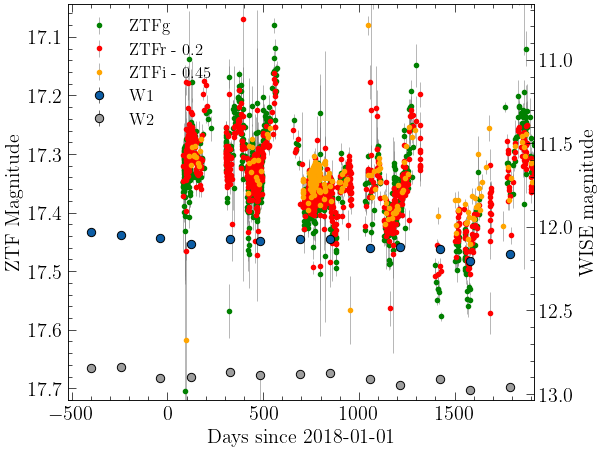 ZTFg
ZTFr - 0.2
ZTFi - 0.45
W1
W2
17.1
17.2
17.3
17.4
17.5
17.6
17.7
ZTF Magnitude
11.0
11.5
12.0
12.5
13.0
WISE magnitude
−500
0
500
1000
1500
Days since 2018-01-01